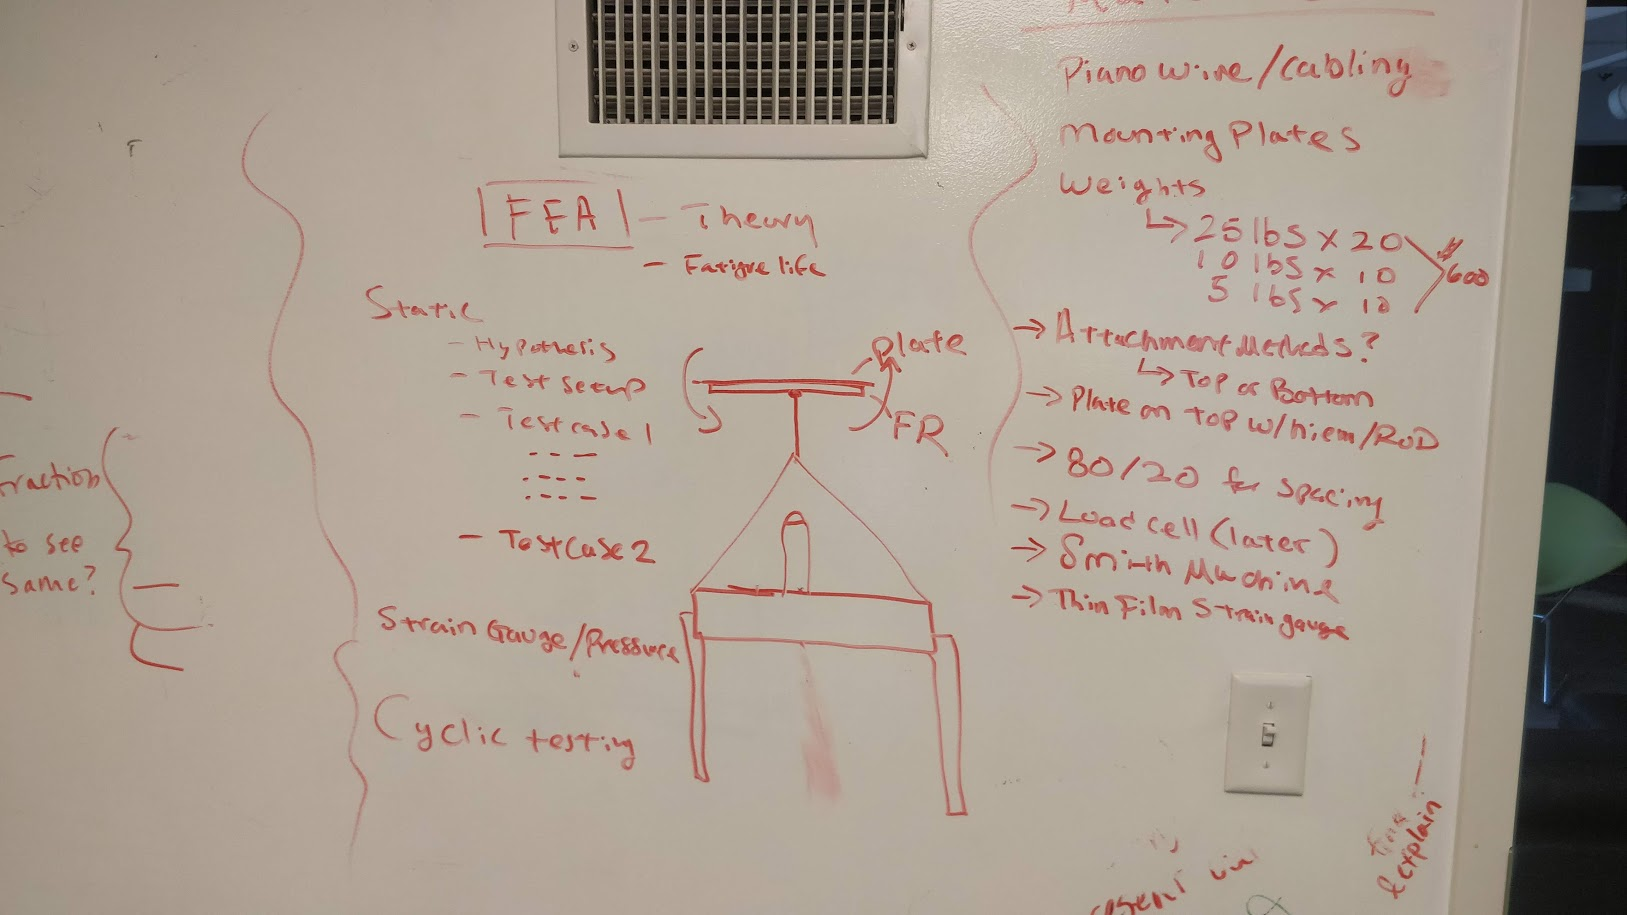 FEA - Theory
- Fatigue life
Static
- Hypothesis
- Test setup
- Test case 1
- Test Case 2
Strain Gauge/Pressure
Cyclic testing
Plate
FR
raction
to see
same?
Piano wire/cabling
Mounting Plates
Weights
↳ 25 lbs x 20
10 lbs x 10
5 lbs x 10
$600
→ Attachment Methods?
↳ Top or Bottom
→ Plate on top w/ /ROD
→ 80/20 for spacing
→ Load cell (later)
→ Smith Machine
→ Thin Film Strain gauge
& explain